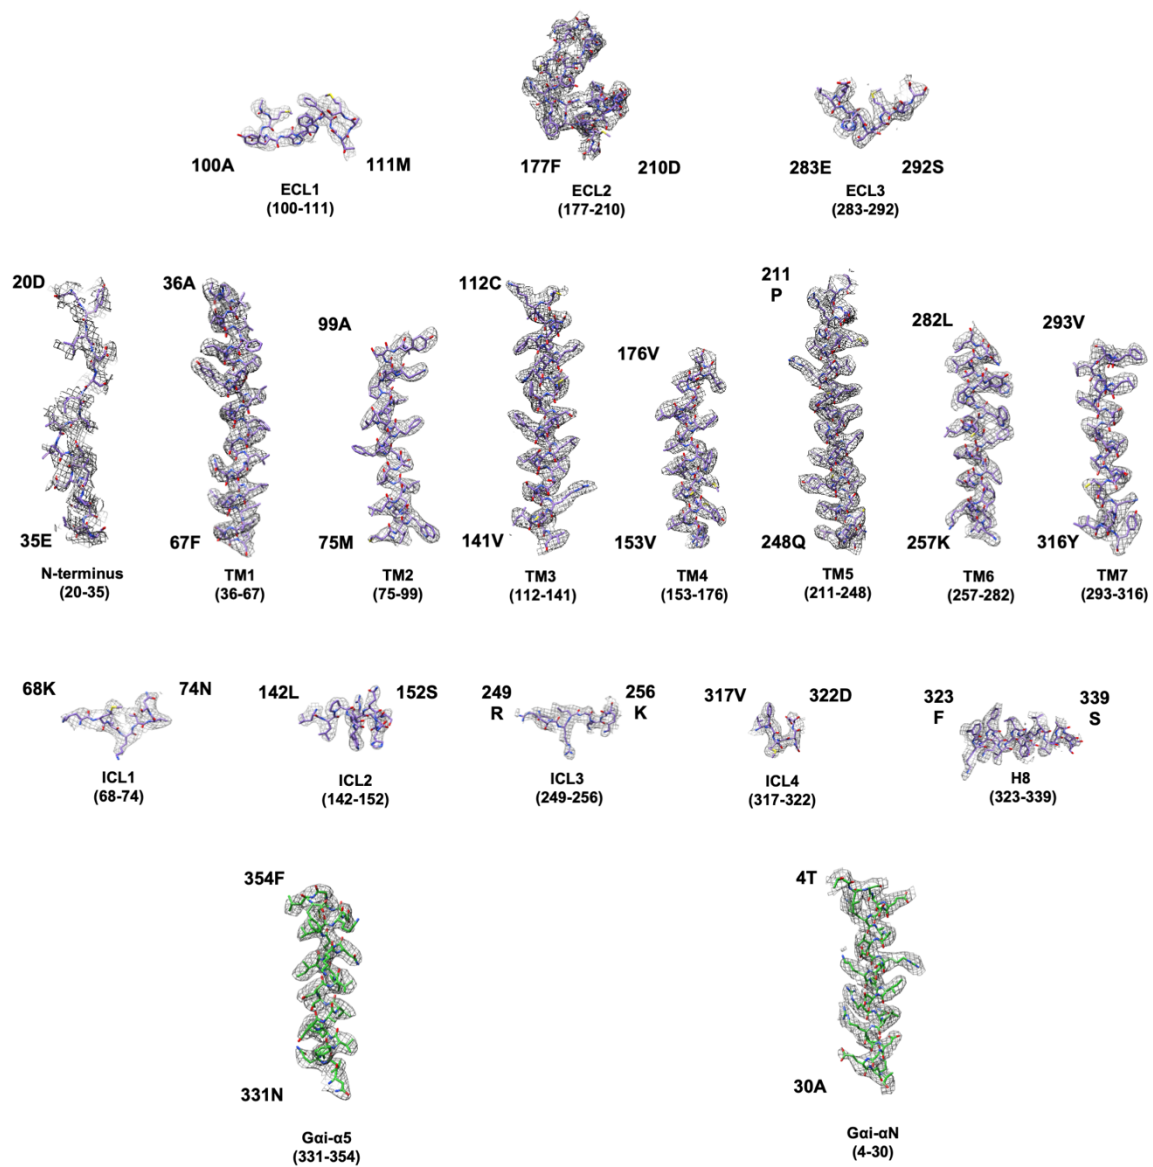 100A 111M
ECL1
(100-111)
177F 210D
ECL2
(177-210)
283E 292S
ECL3
(283-292)
20D
35E
N-terminus
(20-35)
36A
67F
TM1
(36-67)
99A
75M
TM2
(75-99)
112C
141V
TM3
(112-141)
176V
153V
TM4
(153-176)
211
P
248Q
TM5
(211-248)
282L
257K
TM6
(257-282)
293V
316Y
TM7
(293-316)
68K 74N
ICL1
(68-74)
142L 152S
ICL2
(142-152)
249 256
R K
ICL3
(249-256)
317V 322D
ICL4
(317-322)
323 339
F S
H8
(323-339)
354F
331N
Gαi-α5
(331-354)
4T
30A
Gαi-αN
(4-30)